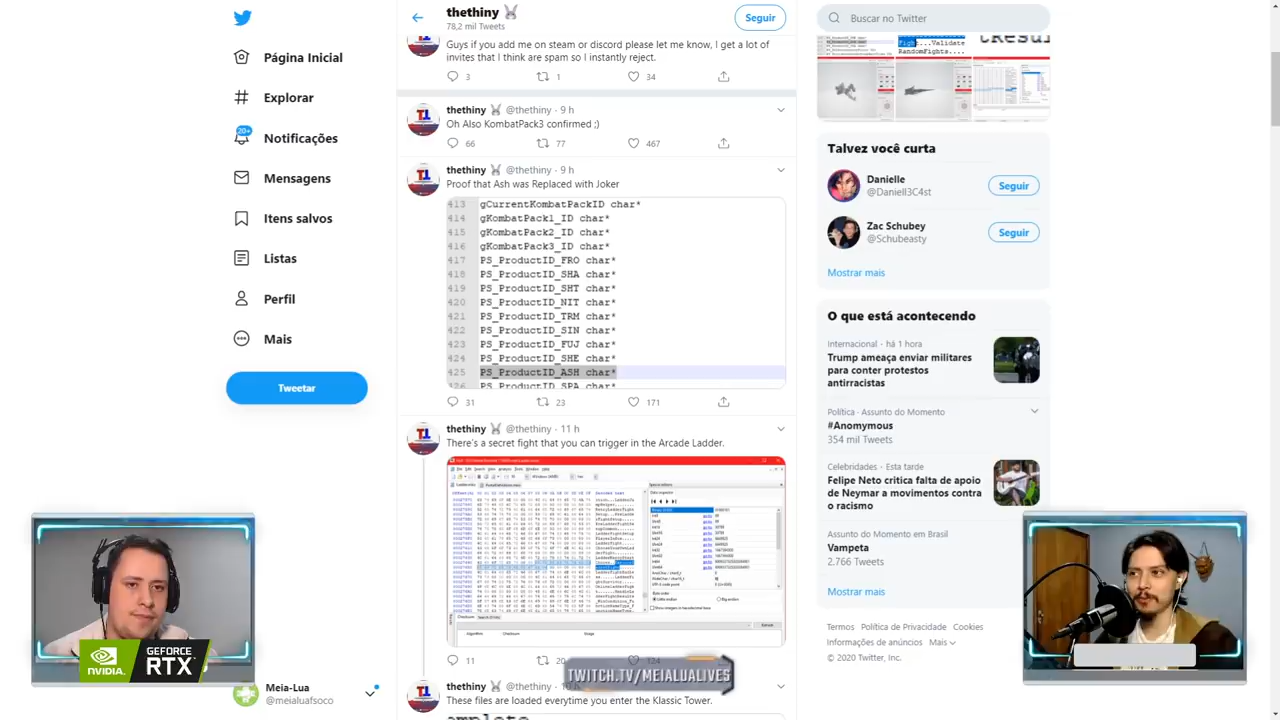 Página Inicial
Explorar
20+
Notificações
Mensagens
Itens salvos
Listas
Perfil
Mais
Tweetar
Meia-Lua
@meialuafsoco
thethiny
78,2 mil Tweets
Seguir
Guys if you add me on steam or discord please let me know, I get a lot of
invites that I think are spam so I instantly reject.
3 1 34
thethiny @thethiny · 9 h
Oh Also KombatPack3 confirmed ;)
66 77 467
thethiny @thethiny · 9 h
Proof that Ash was Replaced with Joker
413 gCurrentKombatPackID char*
414 gKombatPack1_ID char*
415 gKombatPack2_ID char*
416 gKombatPack3_ID char*
417 PS_ProductID_FRO char*
418 PS_ProductID_SHA char*
419 PS_ProductID_SHT char*
420 PS_ProductID_NIT char*
421 PS_ProductID_TRM char*
422 PS_ProductID_SIN char*
423 PS_ProductID_FUJ char*
424 PS_ProductID_SHE char*
425 PS_ProductID_ASH char*
426 PS_ProductID_SPA char*
31 23 171
thethiny @thethiny · 11 h
There's a secret fight that you can trigger in the Arcade Ladder.
11 20 124
thethiny @thethiny
These files are loaded everytime you enter the Klassic Tower.
TWITCH.TV/MEIALUALIVES
Buscar no Twitter
Validate
RandomFights...
Talvez você curta
Danielle
@Daniell3C4st
Seguir
Zac Schubey
@Schubeasty
Seguir
Mostrar mais
O que está acontecendo
Internacional · há 1 hora
Trump ameaça enviar militares
para conter protestos
antirracistas
Política · Assunto do Momento
#Anomymous
354 mil Tweets
Celebridades · Esta tarde
Felipe Neto critica falta de apoio
de Neymar a movimentos contra
o racismo
Assunto do Momento em Brasil
Vampeta
2.766 Tweets
Mostrar mais
Termos Política de Privacidade Cookies
Informações de anúncios Mais
© 2020 Twitter, Inc.
NVIDIA
GEFORCE
RTX